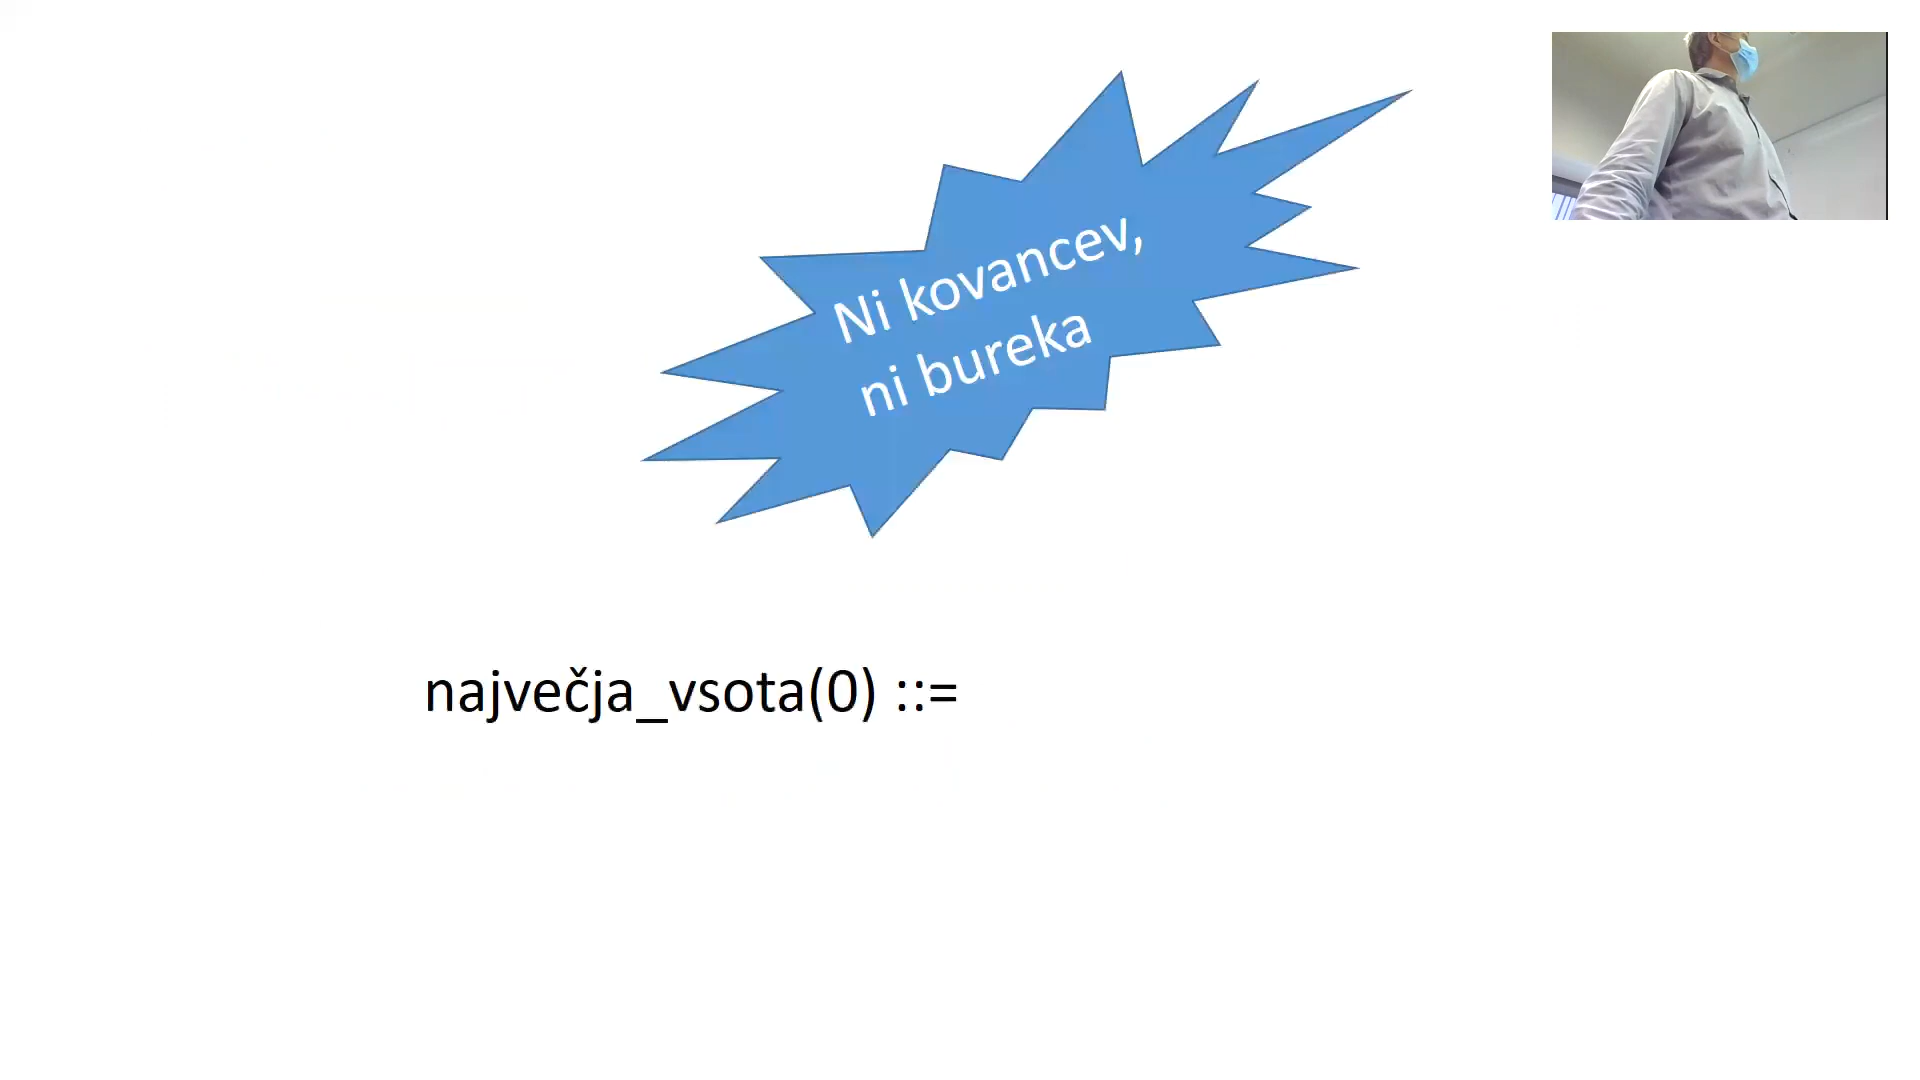 Ni kovancev,
ni bureka
največja_vsota(0) ::=